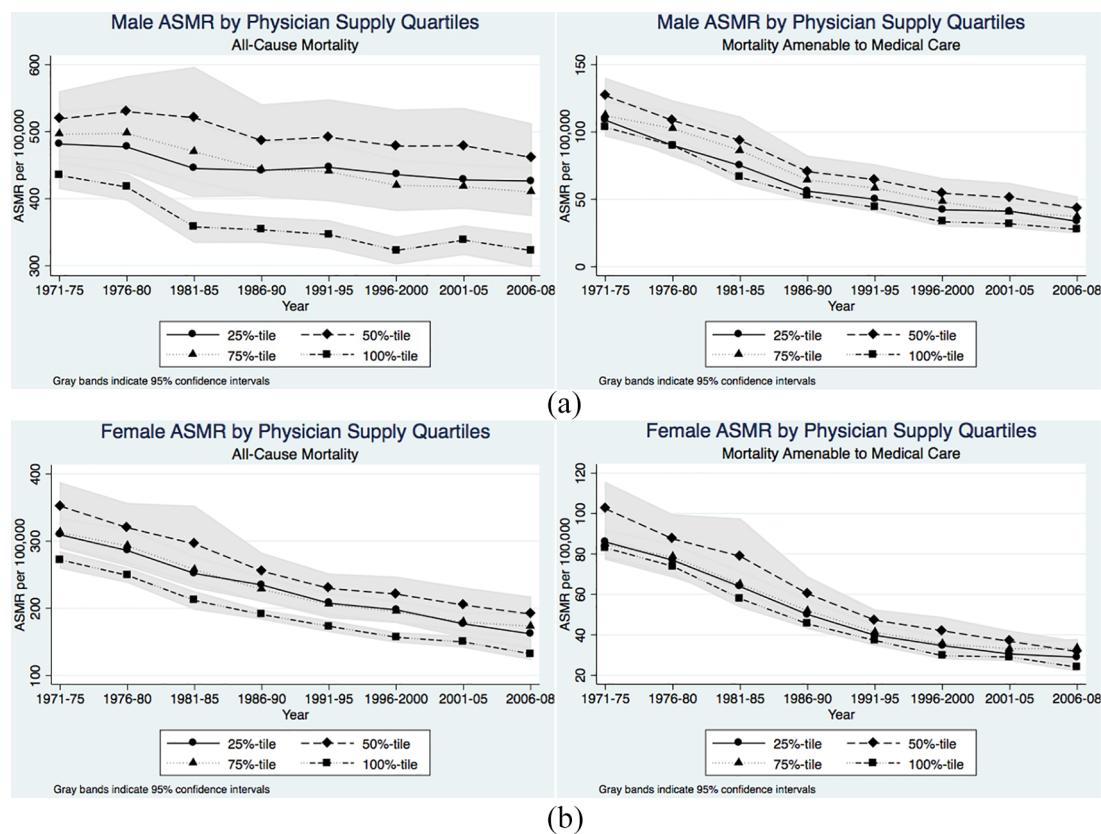 Male ASMR by Physician Supply Quartiles
All-Cause Mortality
ASMR per 100,000
600
500
400
300
1971-75 1976-80 1981-85 1986-90 1991-95 1996-2000 2001-05 2006-08
Year
25%-tile 50%-tile
75%-tile 100%-tile
Gray bands indicate 95% confidence intervals
Male ASMR by Physician Supply Quartiles
Mortality Amenable to Medical Care
ASMR per 100,000
150
100
50
0
1971-75 1976-80 1981-85 1986-90 1991-95 1996-2000 2001-05 2006-08
Year
25%-tile 50%-tile
75%-tile 100%-tile
Gray bands indicate 95% confidence intervals
(a)
Female ASMR by Physician Supply Quartiles
All-Cause Mortality
ASMR per 100,000
400
300
200
100
1971-75 1976-80 1981-85 1986-90 1991-95 1996-2000 2001-05 2006-08
Year
25%-tile 50%-tile
75%-tile 100%-tile
Gray bands indicate 95% confidence intervals
Female ASMR by Physician Supply Quartiles
Mortality Amenable to Medical Care
ASMR per 100,000
120
100
80
60
40
20
1971-75 1976-80 1981-85 1986-90 1991-95 1996-2000 2001-05 2006-08
Year
25%-tile 50%-tile
75%-tile 100%-tile
Gray bands indicate 95% confidence intervals
(b)